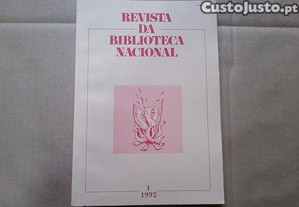 CustoJusto.pt
REVISTA
DA
BIBLIOTECA
NACIONAL
1
1992